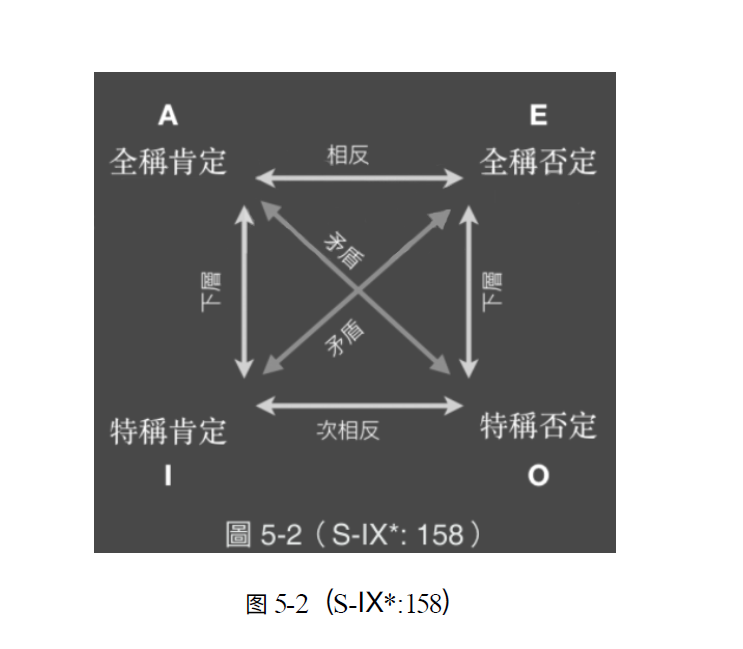 A
E
全稱肯定
相反
全稱否定
矛盾
下層
下層
矛盾
特稱肯定
次相反
特稱否定
I
O
圖 5-2（S-IX*: 158）
图 5-2（S-IX*:158）